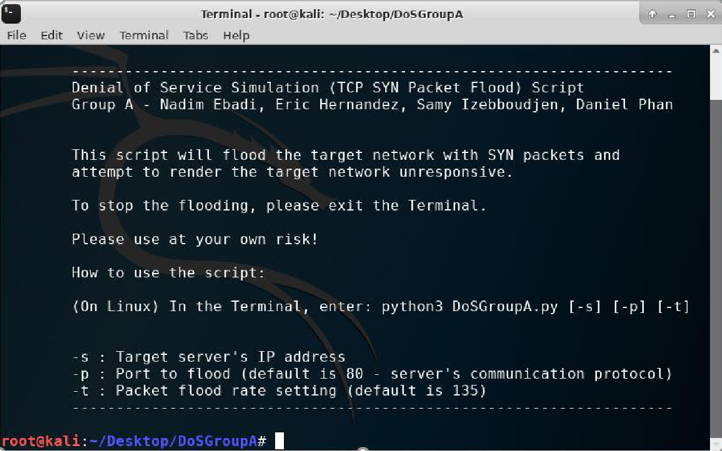 Terminal - root@kali: ~/Desktop/DoSGroupA
File Edit View Terminal Tabs Help
-------------------------------------------------------------------
Denial of Service Simulation (TCP SYN Packet Flood) Script
Group A - Nadim Ebadi, Eric Hernandez, Samy Izebboudjen, Daniel Phan
This script will flood the target network with SYN packets and
attempt to render the target network unresponsive.
To stop the flooding, please exit the Terminal.
Please use at your own risk!
How to use the script:
(On Linux) In the Terminal, enter: python3 DoSGroupA.py [-s] [-p] [-t]
-s : Target server's IP address
-p : Port to flood (default is 80 - server's communication protocol)
-t : Packet flood rate setting (default is 135)
-------------------------------------------------------------------
root@kali:~/Desktop/DoSGroupA#